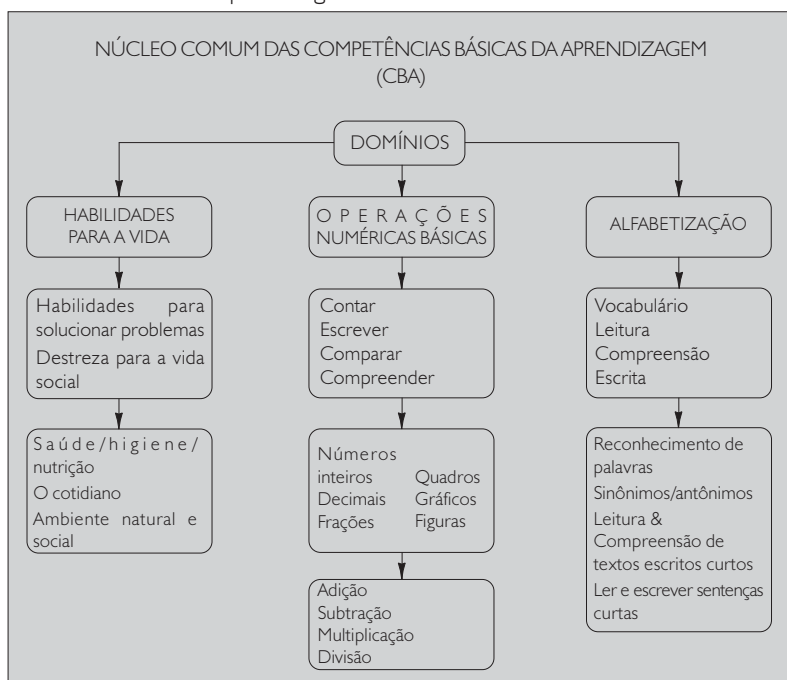 NÚCLEO COMUM DAS COMPETÊNCIAS BÁSICAS DA APRENDIZAGEM
(CBA)
DOMÍNIOS
HABILIDADES
PARA A VIDA
OPERAÇÕES
NUMÉRICAS BÁSICAS
ALFABETIZAÇÃO
Habilidades para
solucionar problemas
Destreza para a vida
social
Contar
Escrever
Comparar
Compreender
Vocabulário
Leitura
Compreensão
Escrita
Saúde/higiene/
nutrição
O cotidiano
Ambiente natural e
social
Números
inteiros
Decimais
Frações
Quadros
Gráficos
Figuras
Reconhecimento de
palavras
Sinônimos/antônimos
Leitura &
Compreensão de
textos escritos curtos
Ler e escrever sentenças
curtas
Adição
Subtração
Multiplicação
Divisão